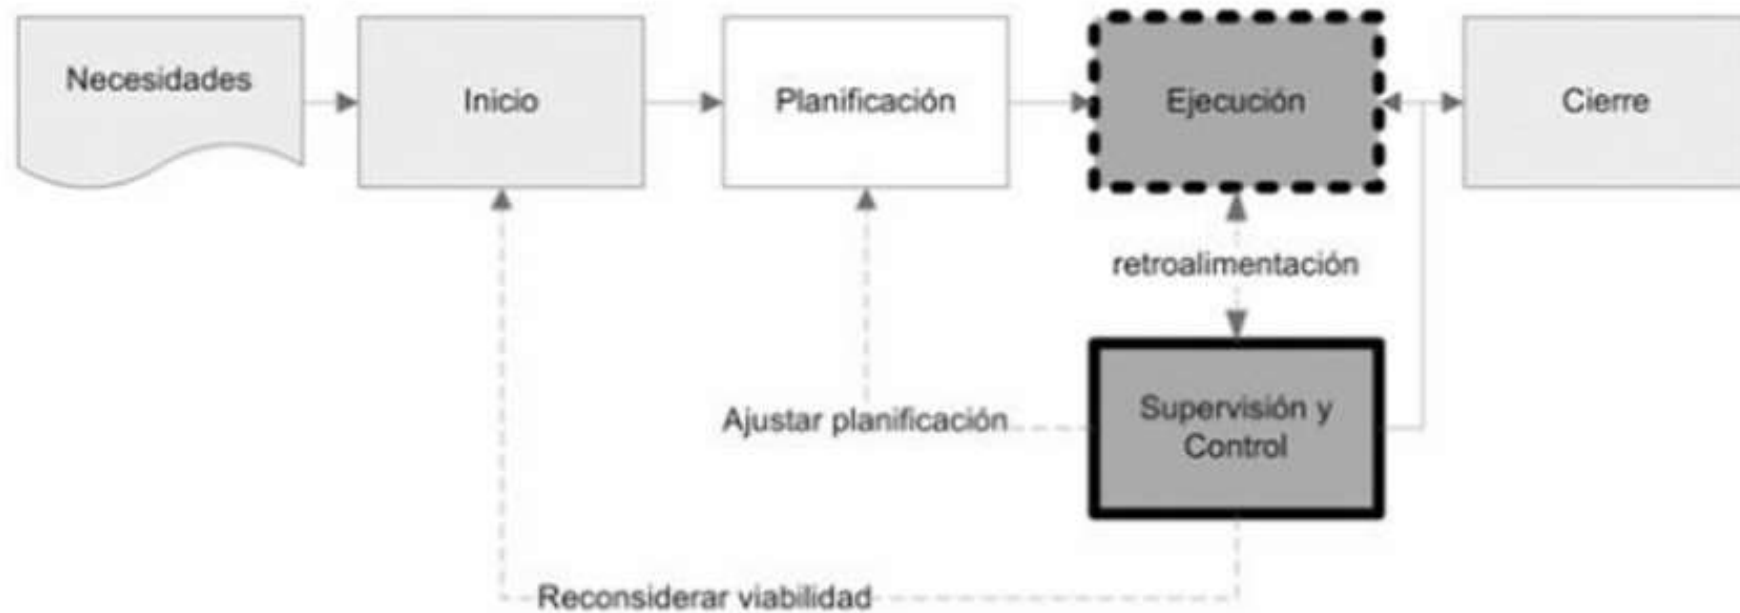 Necesidades
Inicio
Planificación
Ejecución
Cierre
retroalimentación
Ajustar planificación
Supervisión y
Control
Reconsiderar viabilidad